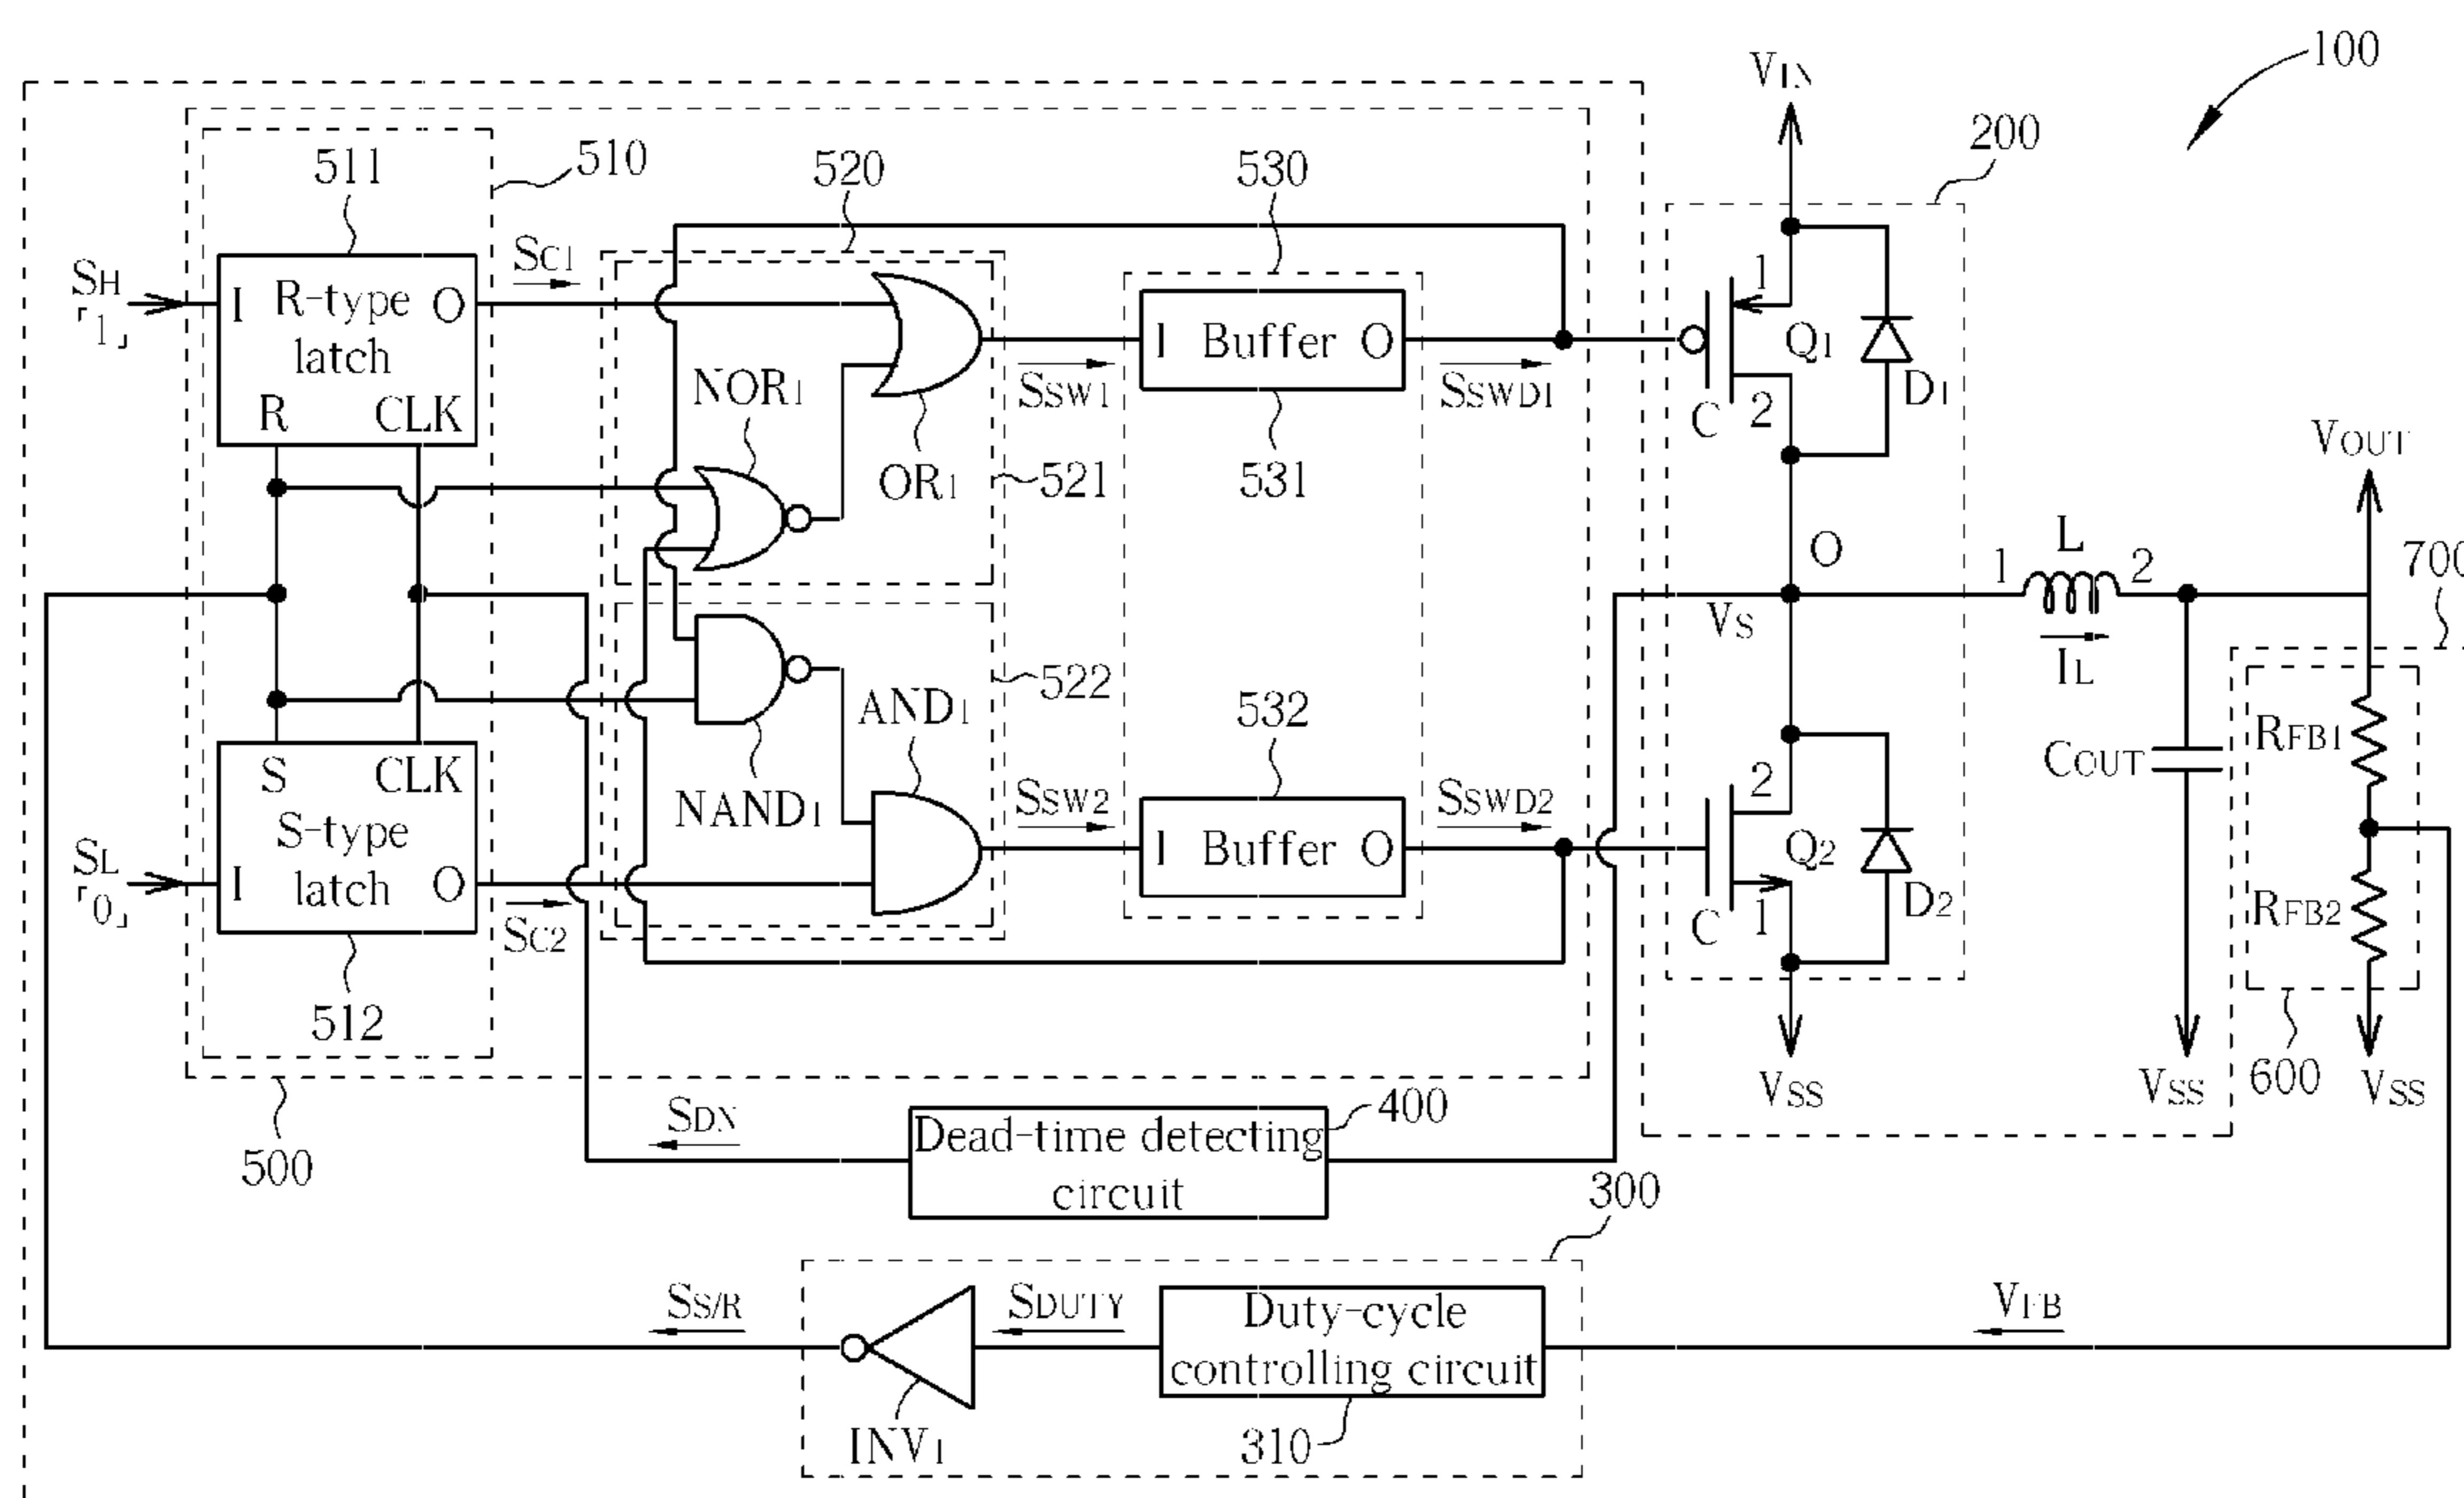 100
VIN
200
510
511
520
530
SH
「1」
I R-type O
latch
R CLK
SC1
NOR1
OR1
521
SSW1
I Buffer O
531
SSWD1
1
Q1
D1
C
2
VOUT
O
VS
1 L 2
IL
700
S CLK
S-type
I latch O
SL
「0」
512
SC2
NAND1
AND1
522
SSW2
532
I Buffer O
SSWD2
2
Q2
D2
C
1
COUT
RFB1
RFB2
VSS
VSS
600
VSS
500
SDN
Dead-time detecting
circuit
400
300
SS/R
INV1
SDUTY
Duty-cycle
controlling circuit
310
VFB